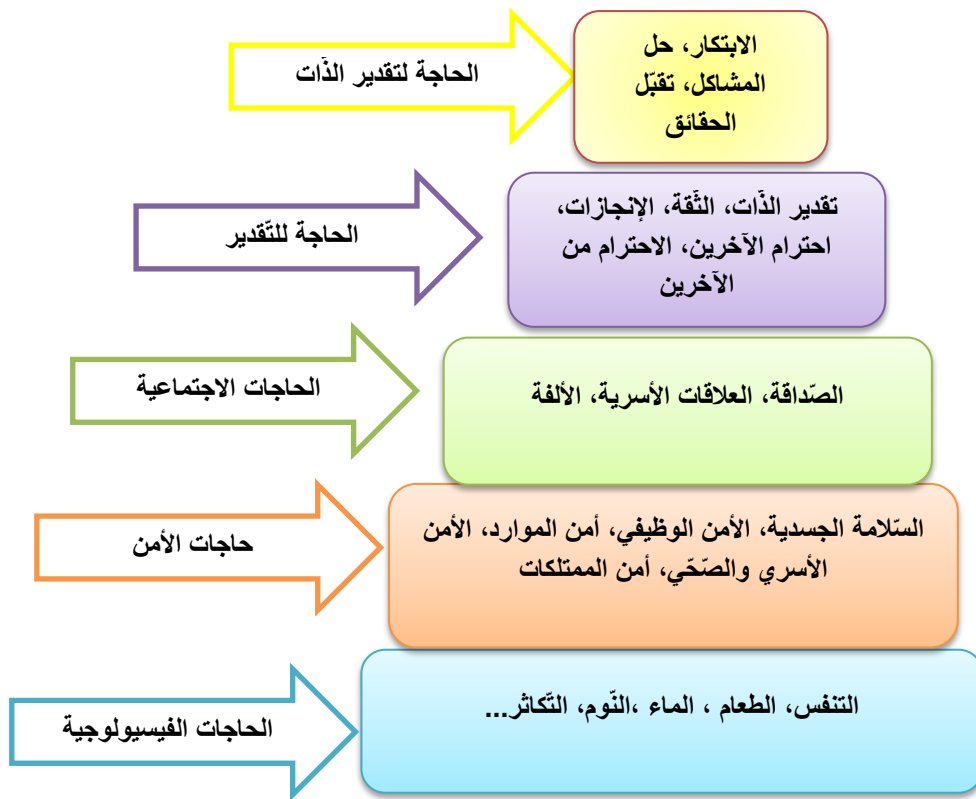 الابتكار، حل
المشاكل، تقبّل
الحقائق
الحاجة لتقدير الذّات
تقدير الذّات، الثّقة، الإنجازات،
احترام الآخرين، الاحترام من
الآخرين
الحاجة للتّقدير
الصّداقة، العلاقات الأسرية، الألفة
الحاجات الاجتماعية
السّلامة الجسدية، الأمن الوظيفي، أمن الموارد، الأمن
الأسري والصّحّي، أمن الممتلكات
حاجات الأمن
التنفس، الطعام ، الماء ،النّوم، التّكاثر...
الحاجات الفيسيولوجية